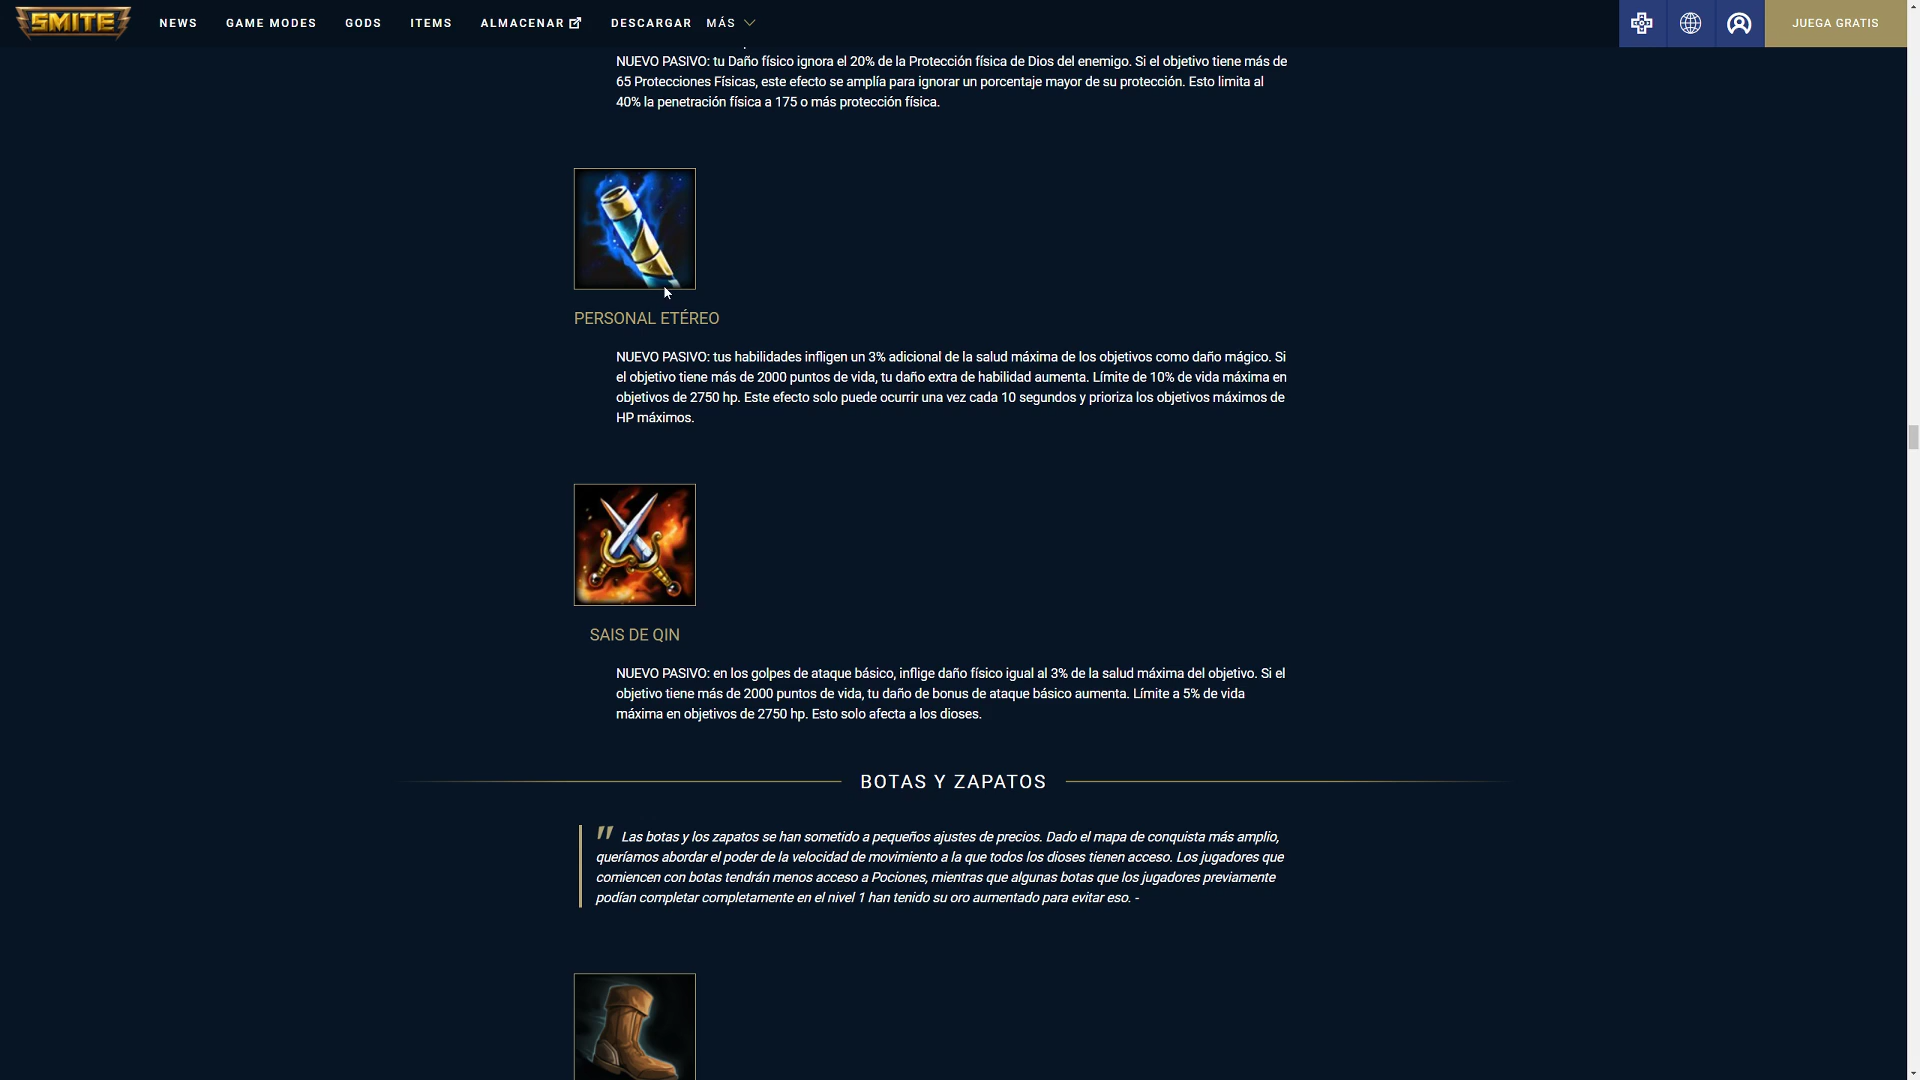 SMITE
NEWS GAME MODES GODS ITEMS ALMACENAR DESCARGAR MÁS JUEGA GRATIS
NUEVO PASIVO: tu Daño físico ignora el 20% de la Protección física de Dios del enemigo. Si el objetivo tiene más de
65 Protecciones Físicas, este efecto se amplía para ignorar un porcentaje mayor de su protección. Esto limita al
40% la penetración física a 175 o más protección física.
PERSONAL ETÉREO
NUEVO PASIVO: tus habilidades infligen un 3% adicional de la salud máxima de los objetivos como daño mágico. Si
el objetivo tiene más de 2000 puntos de vida, tu daño extra de habilidad aumenta. Límite de 10% de vida máxima en
objetivos de 2750 hp. Este efecto solo puede ocurrir una vez cada 10 segundos y prioriza los objetivos máximos de
HP máximos.
SAIS DE QIN
NUEVO PASIVO: en los golpes de ataque básico, inflige daño físico igual al 3% de la salud máxima del objetivo. Si el
objetivo tiene más de 2000 puntos de vida, tu daño de bonus de ataque básico aumenta. Límite a 5% de vida
máxima en objetivos de 2750 hp. Esto solo afecta a los dioses.
BOTAS Y ZAPATOS
" Las botas y los zapatos se han sometido a pequeños ajustes de precios. Dado el mapa de conquista más amplio,
queríamos abordar el poder de la velocidad de movimiento a la que todos los dioses tienen acceso. Los jugadores que
comiencen con botas tendrán menos acceso a Pociones, mientras que algunas botas que los jugadores previamente
podían completar completamente en el nivel 1 han tenido su oro aumentado para evitar eso. -